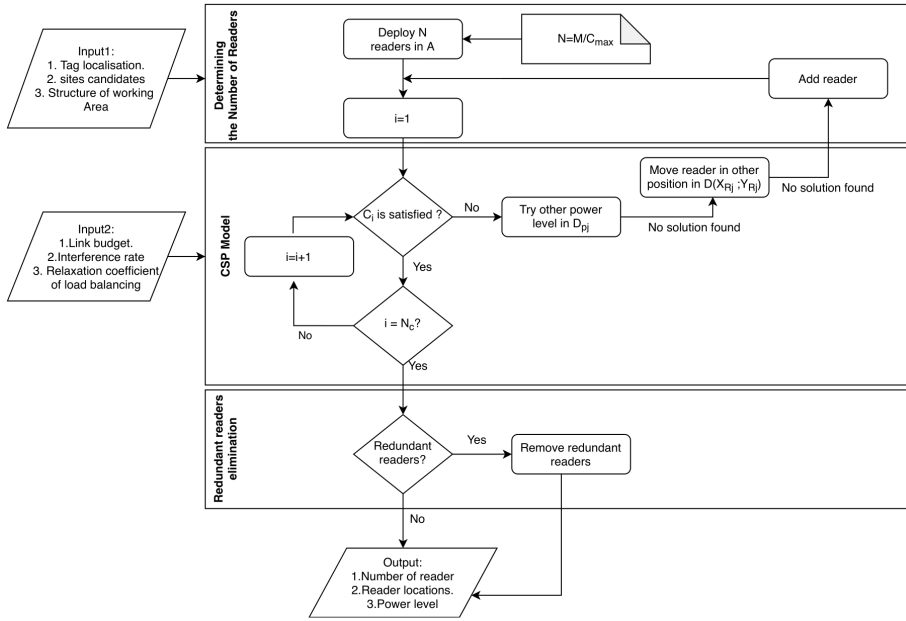 Input1:
1. Tag localisation.
2. sites candidates
3. Structure of working
Area
Determining
the Number of Readers
Deploy N
readers in A
N=M/Cmax
Add reader
i=1
Input2:
1.Link budget.
2.Interference rate
3. Relaxation coefficient
of load balancing
CSP Model
Ci is satisfied ?
No
Try other power
level in Dpj
No solution found
Move reader in other
position in D(XRj ;YRj)
No solution found
i=i+1
Yes
i = Nc?
No
Yes
Redundant readers
elimination
Redundant
readers?
Yes
Remove redundant
readers
No
Output:
1.Number of reader
2.Reader locations.
3.Power level